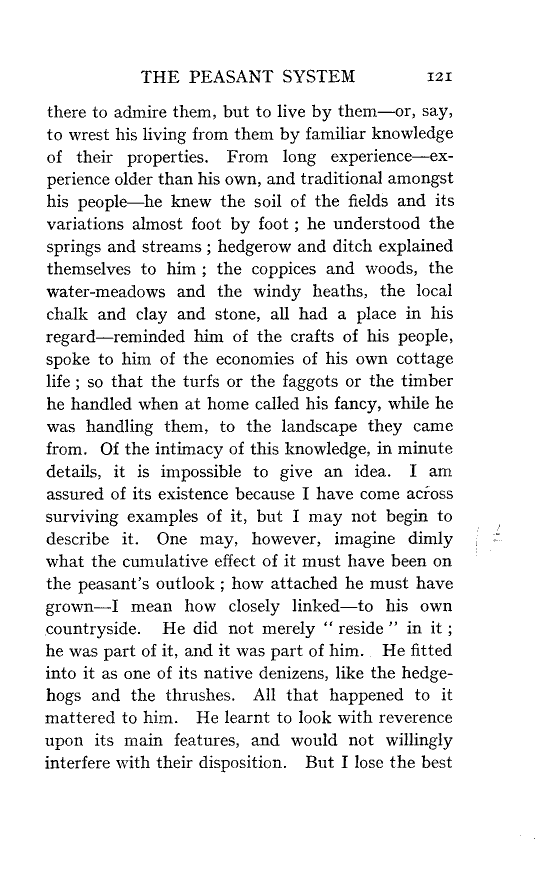 THE PEASANT SYSTEM 121
there to admire them, but to live by them—or, say,
to wrest his living from them by familiar knowledge
of their properties. From long experience—ex-
perience older than his own, and traditional amongst
his people—he knew the soil of the fields and its
variations almost foot by foot ; he understood the
springs and streams ; hedgerow and ditch explained
themselves to him ; the coppices and woods, the
water-meadows and the windy heaths, the local
chalk and clay and stone, all had a place in his
regard—reminded him of the crafts of his people,
spoke to him of the economies of his own cottage
life ; so that the turfs or the faggots or the timber
he handled when at home called his fancy, while he
was handling them, to the landscape they came
from. Of the intimacy of this knowledge, in minute
details, it is impossible to give an idea. I am
assured of its existence because I have come across
surviving examples of it, but I may not begin to
describe it. One may, however, imagine dimly
what the cumulative effect of it must have been on
the peasant's outlook ; how attached he must have
grown—I mean how closely linked—to his own
countryside. He did not merely " reside " in it ;
he was part of it, and it was part of him. He fitted
into it as one of its native denizens, like the hedge-
hogs and the thrushes. All that happened to it
mattered to him. He learnt to look with reverence
upon its main features, and would not willingly
interfere with their disposition. But I lose the best